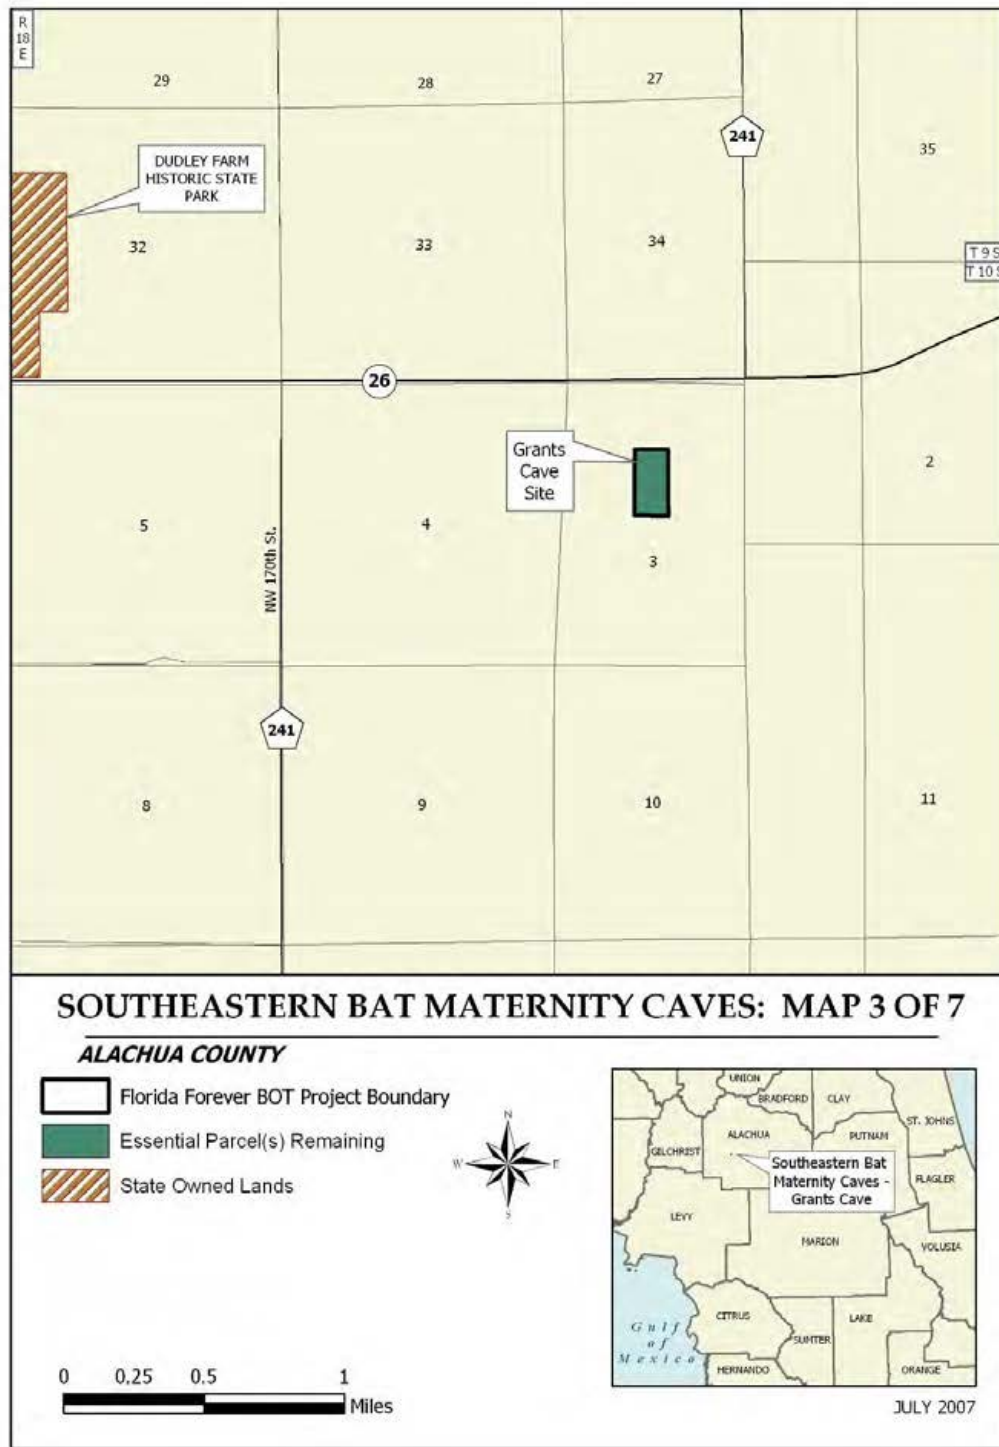 R
18
E
29
28
27
241
35
DUDLEY FARM
HISTORIC STATE
PARK
32
33
34
T 9 S
T 10 S
26
Grants
Cave
Site
2
5
4
NW 170th St.
3
241
8
9
10
11
SOUTHEASTERN BAT MATERNITY CAVES: MAP 3 OF 7
ALACHUA COUNTY
Florida Forever BOT Project Boundary
Essential Parcel(s) Remaining
State Owned Lands
N
W
E
S
UNION
BRADFORD
CLAY
ST. JOHNS
ALACHUA
PUTNAM
GILCHRIST
Southeastern Bat
Maternity Caves -
Grants Cave
FLAGLER
LEVY
MARION
VOLUSIA
CITRUS
LAKE
Gulf
of
Mexico
SUMTER
HERNANDO
ORANGE
0 0.25 0.5 1
Miles
JULY 2007